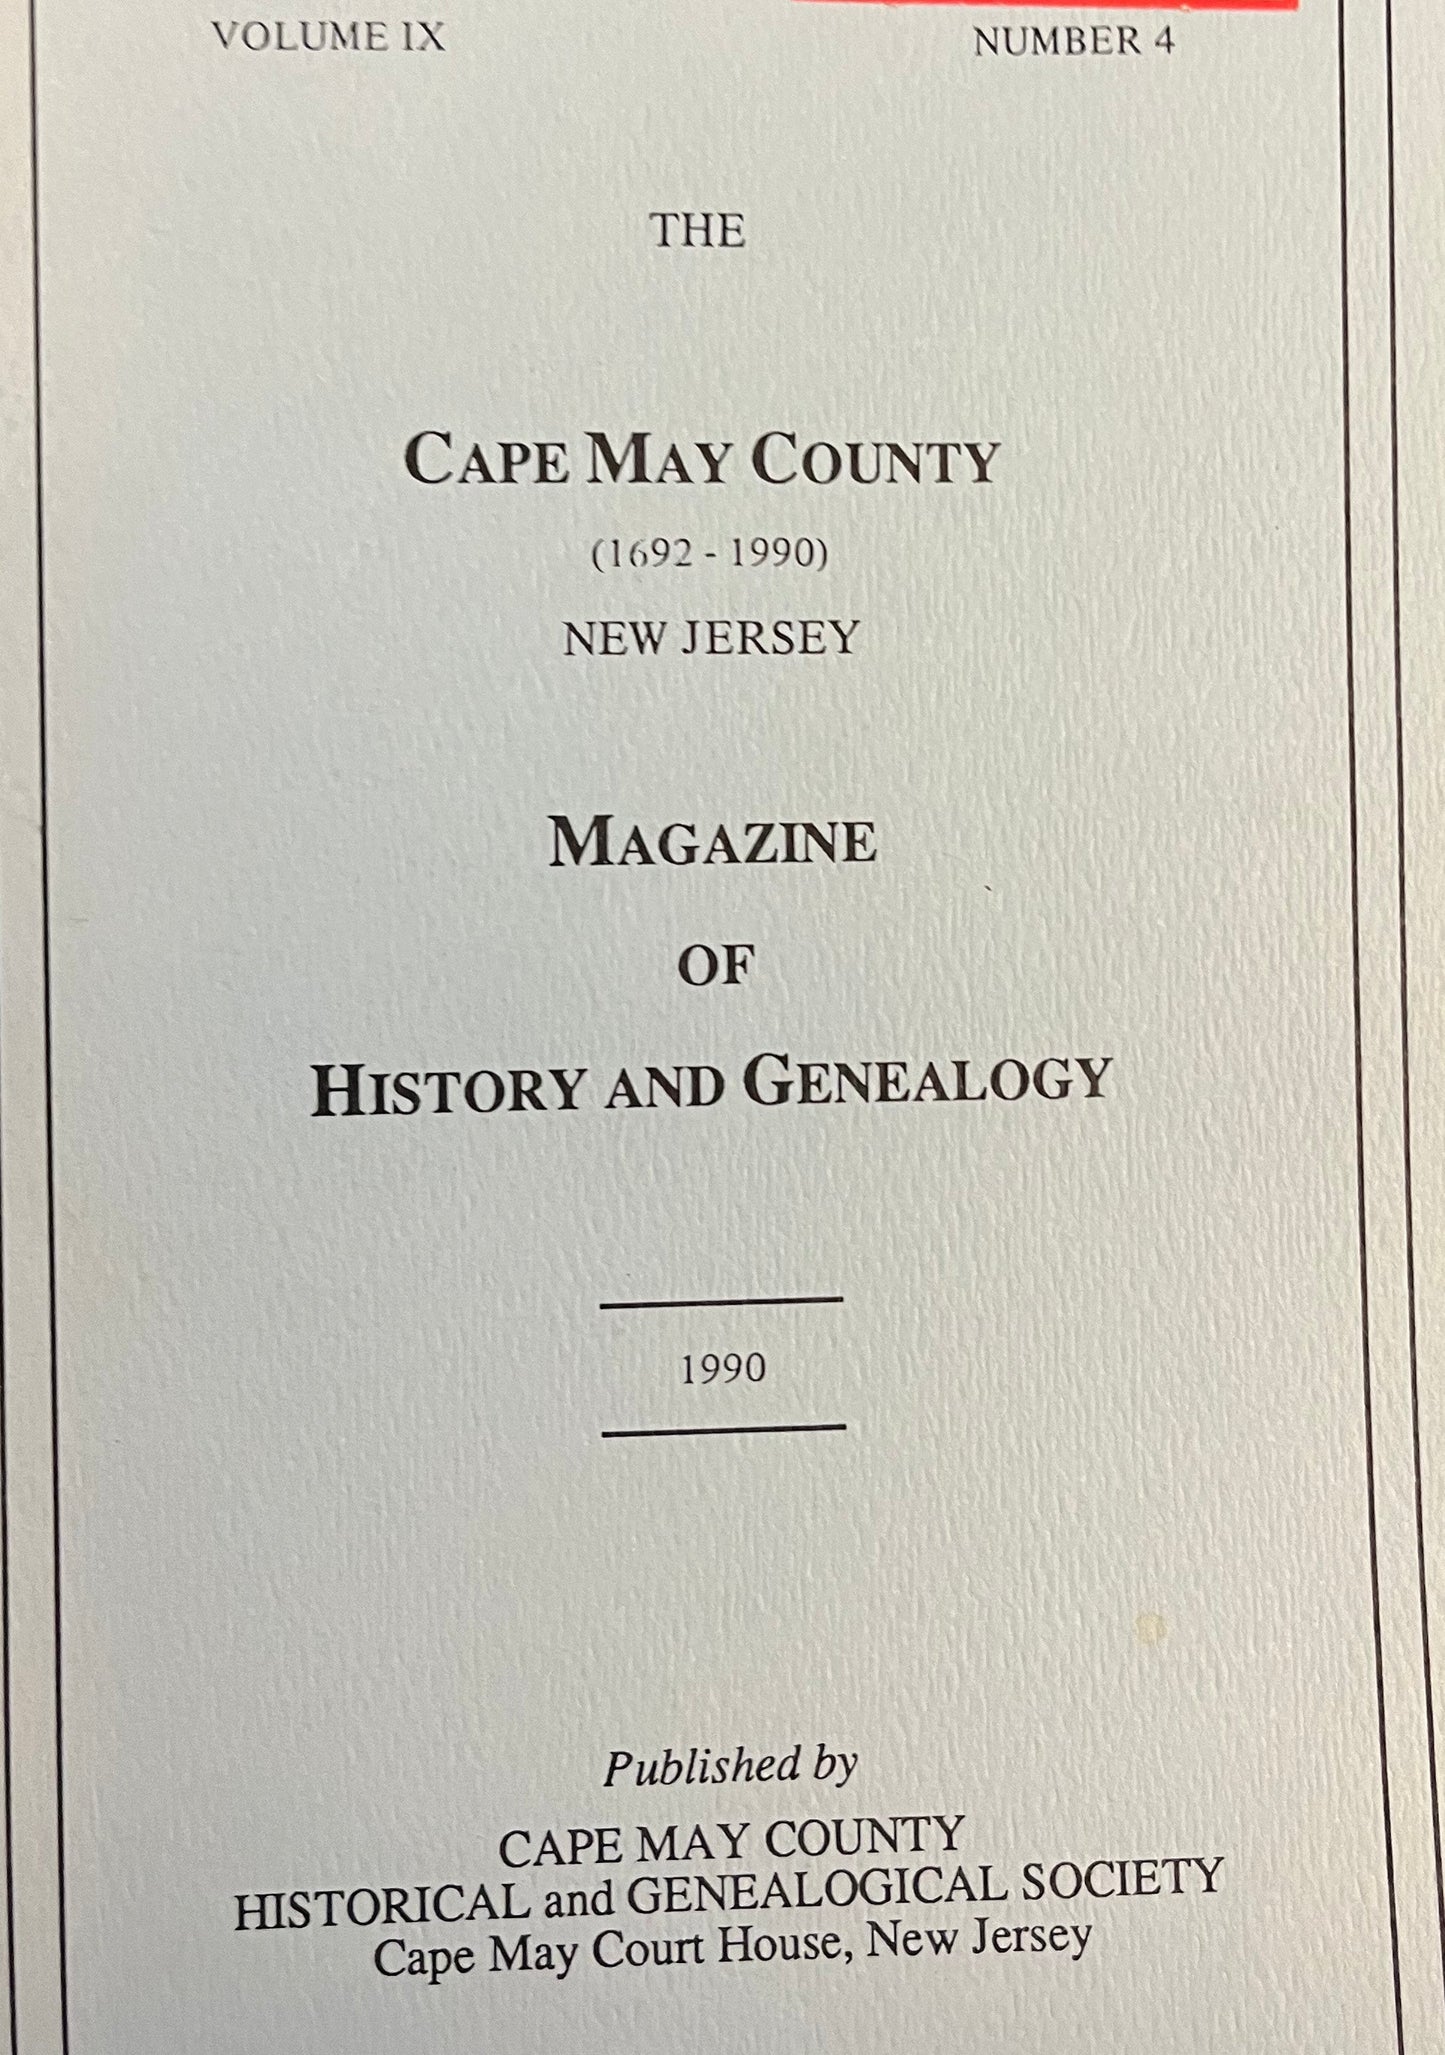 VOLUME IX NUMBER 4
THE
CAPE MAY COUNTY
(1692 - 1990)
NEW JERSEY
MAGAZINE
OF
HISTORY AND GENEALOGY
1990
Published by
CAPE MAY COUNTY
HISTORICAL and GENEALOGICAL SOCIETY
Cape May Court House, New Jersey